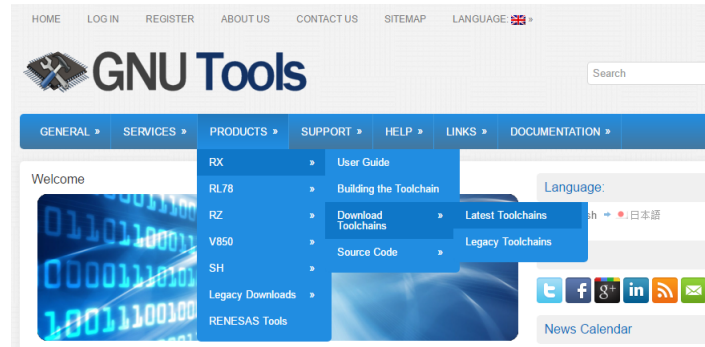 HOME LOG IN REGISTER ABOUT US CONTACT US SITEMAP LANGUAGE: »
GNU Tools
Search
GENERAL » SERVICES » PRODUCTS » SUPPORT » HELP » LINKS » DOCUMENTATION »
Welcome
RX »
RL78 »
RZ »
V850 »
SH »
Legacy Downloads »
RENESAS Tools
User Guide
Building the Toolchain
Download »
Toolchains
Source Code »
Latest Toolchains
Legacy Toolchains
Language:
日本語
News Calendar